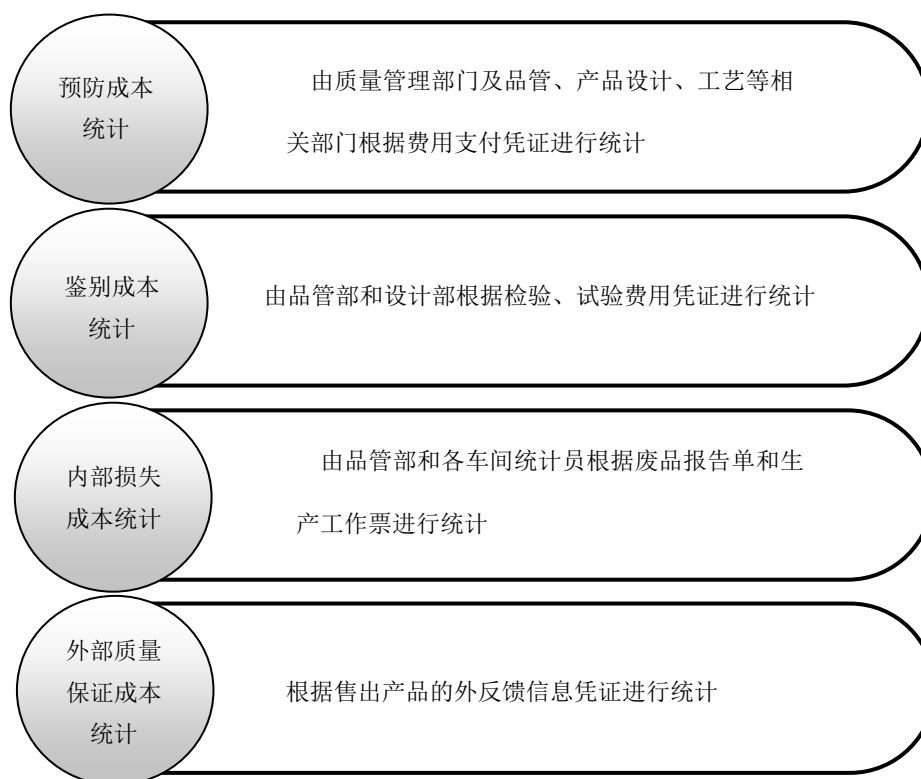 预防成本
统计
由质量管理部门及品管、产品设计、工艺等相
关部门根据费用支付凭证进行统计
鉴别成本
统计
由品管部和设计部根据检验、试验费用凭证进行统计
内部损失
成本统计
由品管部和各车间统计员根据废品报告单和生
产工作票进行统计
外部质量
保证成本
统计
根据售出产品的外反馈信息凭证进行统计